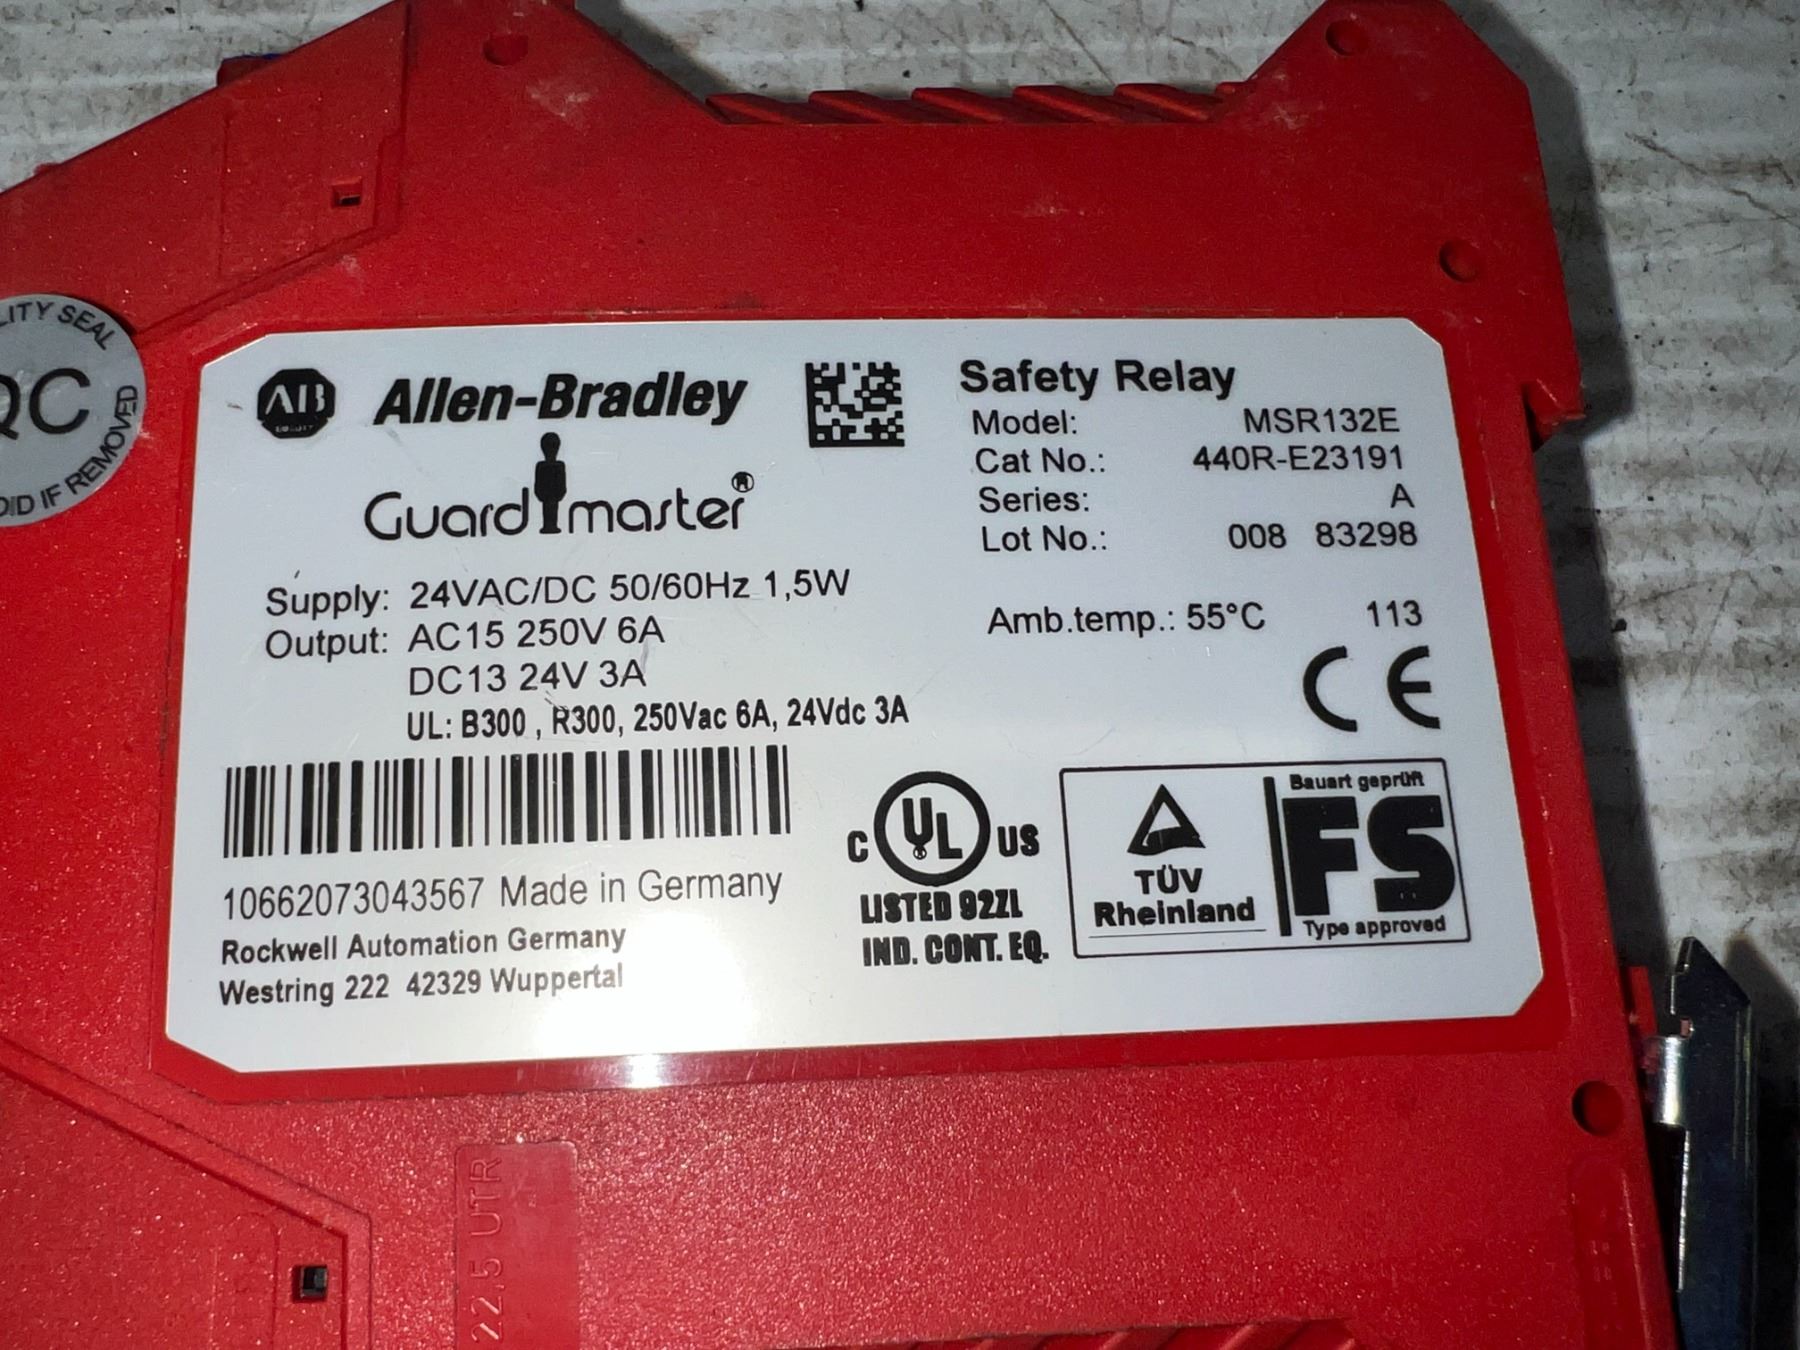 LITY SEAL
QC
OID IF REMOVED
AB
Allen-Bradley
Guardmaster®
Safety Relay
Model: MSR132E
Cat No.: 440R-E23191
Series: A
Lot No.: 008 83298
Supply: 24VAC/DC 50/60Hz 1,5W
Output: AC15 250V 6A
DC13 24V 3A
UL: B300 , R300, 250Vac 6A, 24Vdc 3A
Amb.temp.: 55°C 113
CE
10662073043567 Made in Germany
Rockwell Automation Germany
Westring 222 42329 Wuppertal
C UL US
LISTED 92ZL
IND. CONT. EQ.
TÜV
Rheinland
Bauart geprüft
FS
Type approved
22.5 UTR